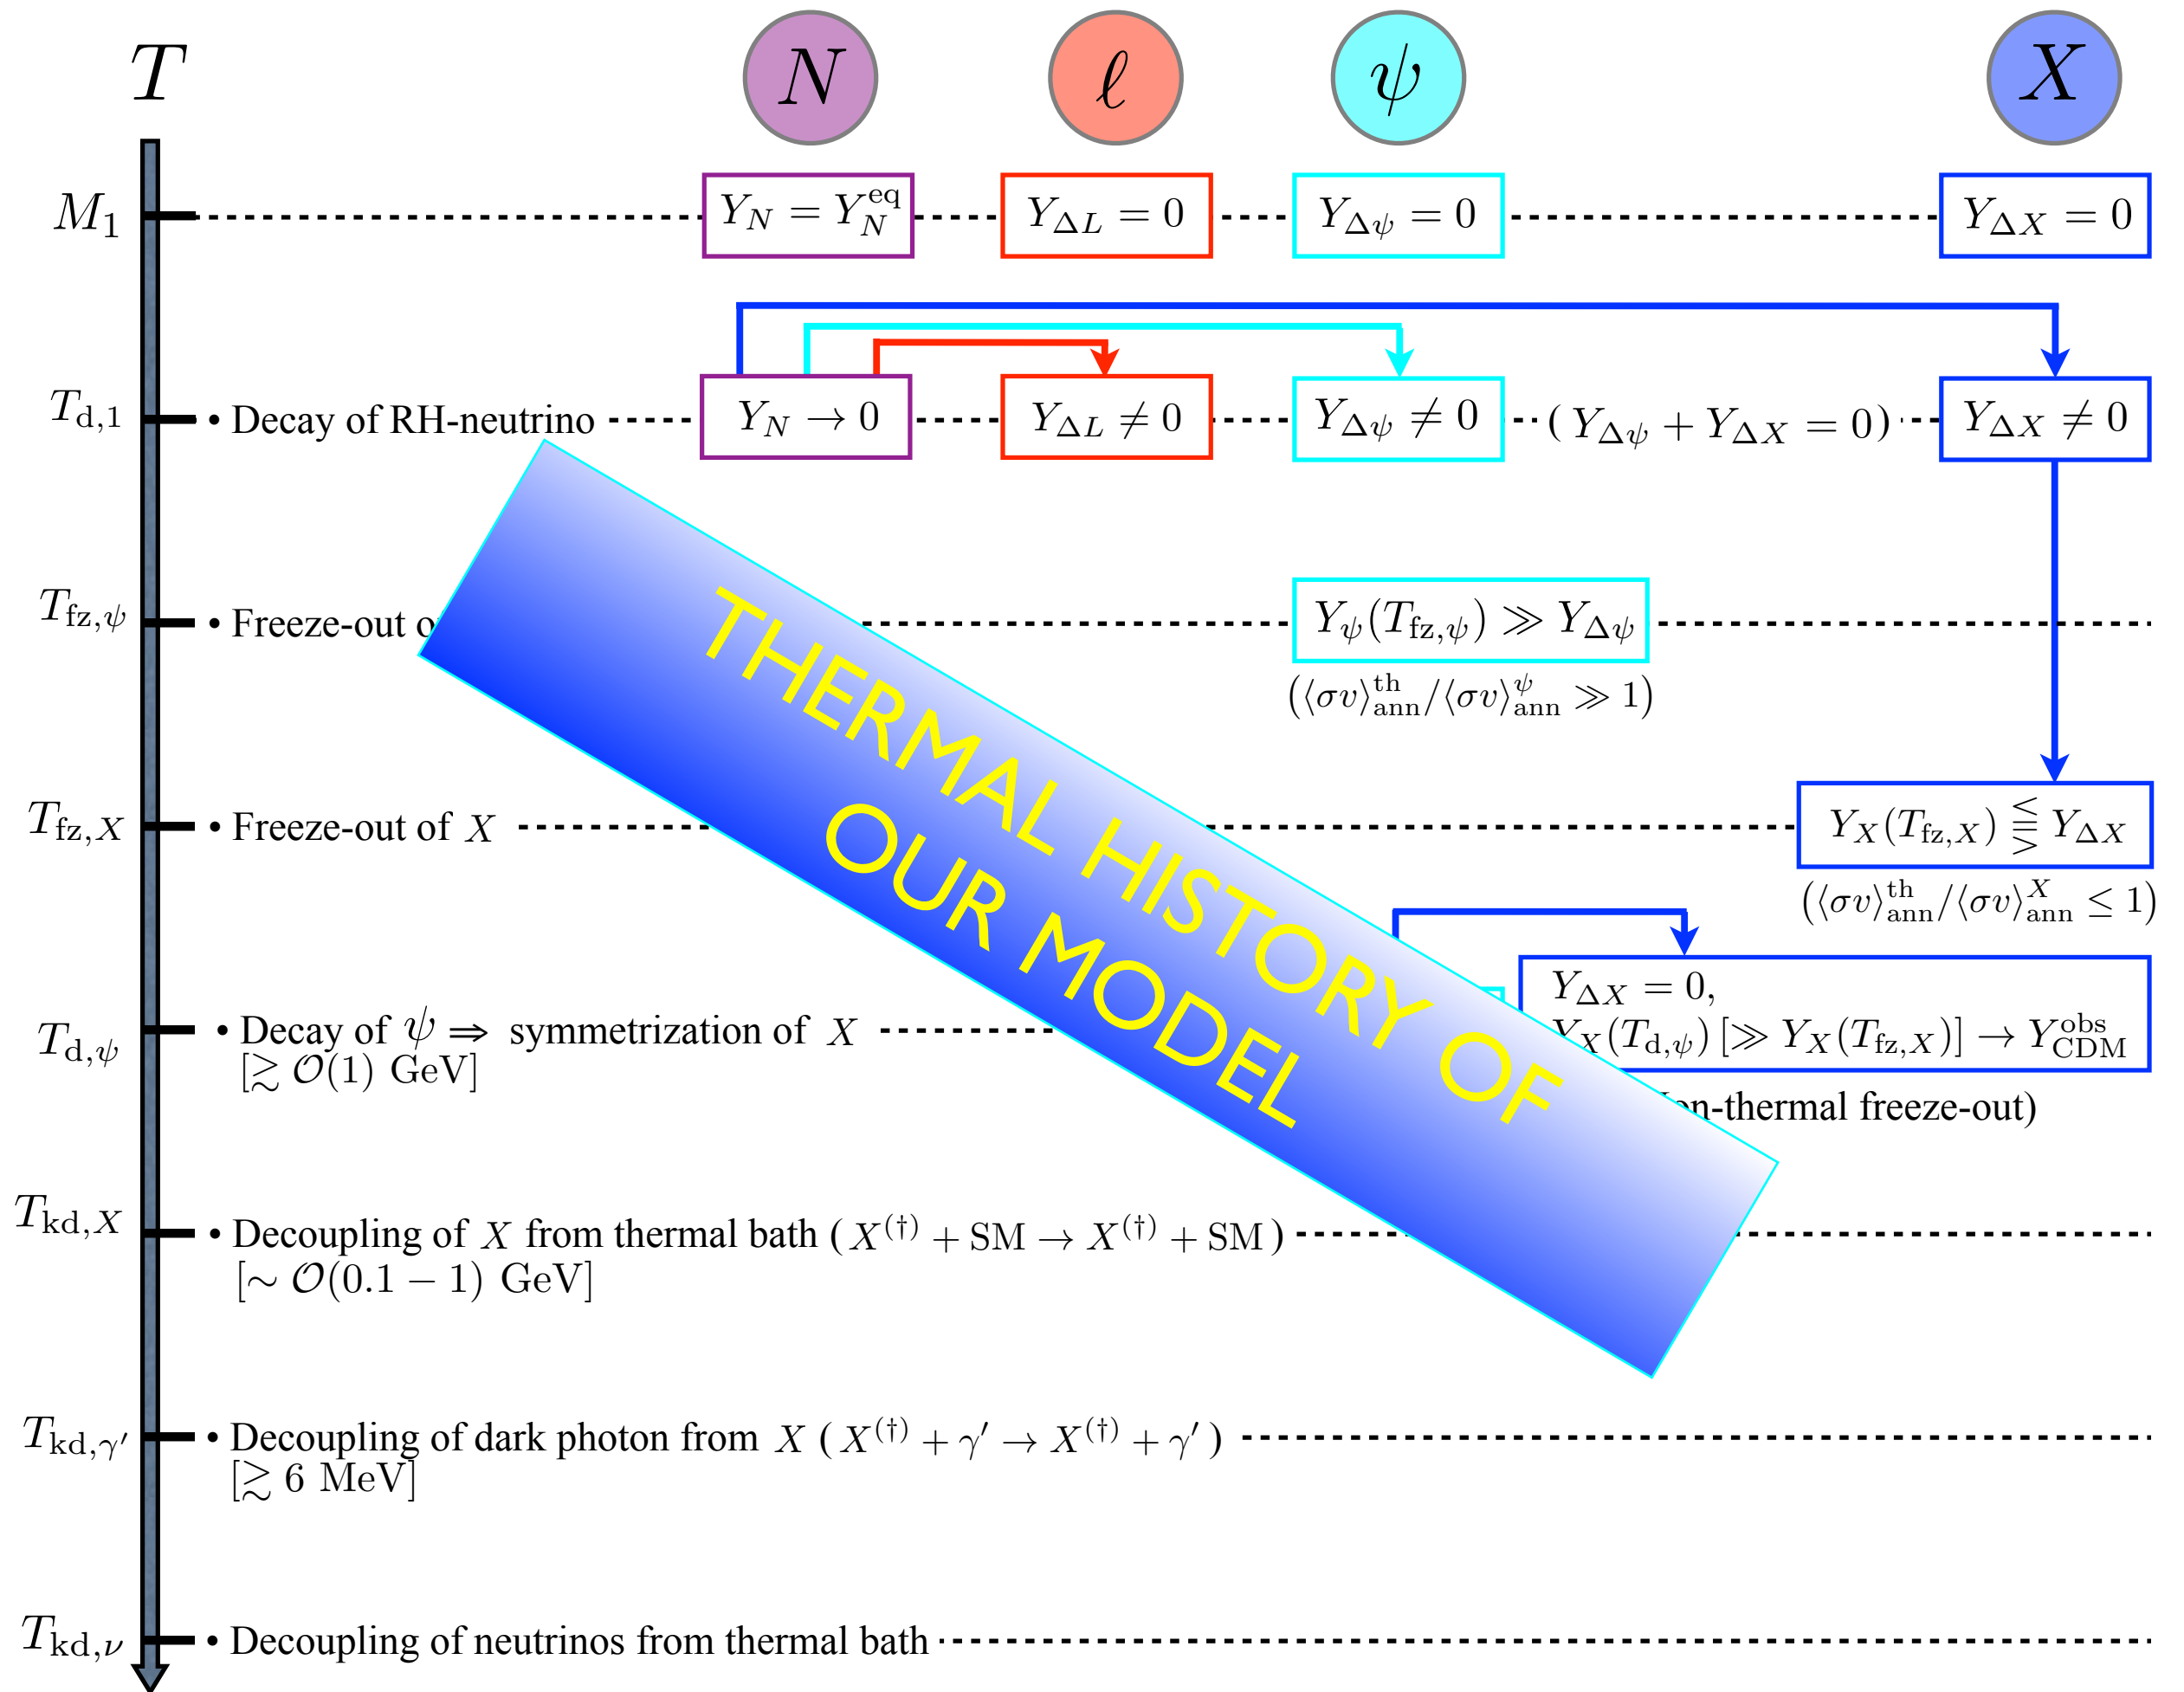 T N ℓ ψ X
M₁ Y_N = Y_N^eq Y_ΔL = 0 Y_Δψ = 0 Y_ΔX = 0
T_d,1 • Decay of RH-neutrino Y_N → 0 Y_ΔL ≠ 0 Y_Δψ ≠ 0 ( Y_Δψ + Y_ΔX = 0) Y_ΔX ≠ 0
T_fz,ψ • Freeze-out Y_ψ(T_fz,ψ) ≫ Y_Δψ
(⟨σv⟩_ann^th/⟨σv⟩_ann^ψ ≫ 1)
T_fz,X • Freeze-out of X Y_X(T_fz,X) ⪋ Y_ΔX
(⟨σv⟩_ann^th/⟨σv⟩_ann^X ≤ 1)
THERMAL HISTORY OF
OUR MODEL
Y_ΔX = 0,
T_d,ψ • Decay of ψ ⇒ symmetrization of X Y_X(T_d,ψ) [≫ Y_X(T_fz,X)] → Y_CDM^obs
[≳ 𝒪(1) GeV]
freeze-out)
T_kd,X • Decoupling of X from thermal bath ( X^(†) + SM → X^(†) + SM )
[∼ 𝒪(0.1 − 1) GeV]
T_kd,γ′ • Decoupling of dark photon from X ( X^(†) + γ′ → X^(†) + γ′ )
[≳ 6 MeV]
T_kd,ν • Decoupling of neutrinos from thermal bath